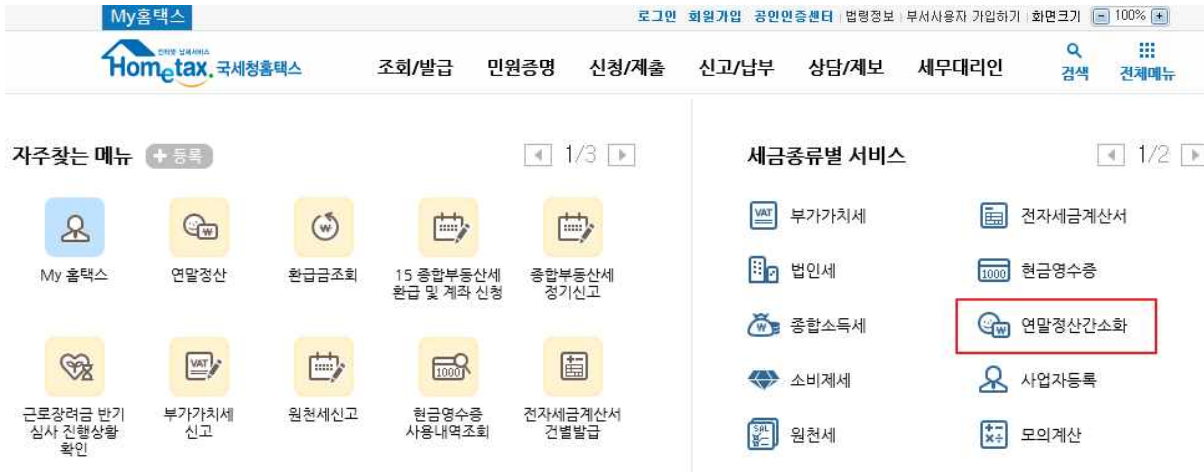 My홈택스
로그인 회원가입 공인인증센터 법령정보 부서사용자 가입하기 화면크기 - 100% +
인터넷 납세서비스
Hometax. 국세청홈택스 조회/발급 민원증명 신청/제출 신고/납부 상담/제보 세무대리인 검색 전체메뉴
자주찾는 메뉴 + 등록 1/3
My 홈택스 연말정산 환급금조회 15 종합부동산세 종합부동산세
환급 및 계좌 신청 정기신고
근로장려금 반기 부가가치세 원천세신고 현금영수증 전자세금계산서
심사 진행상황 신고 사용내역조회 건별발급
확인
세금종류별 서비스 1/2
VAT 부가가치세 전자세금계산서
법인세 1000 현금영수증
종합소득세 연말정산간소화
소비제세 사업자등록
SAL 원천세 모의계산